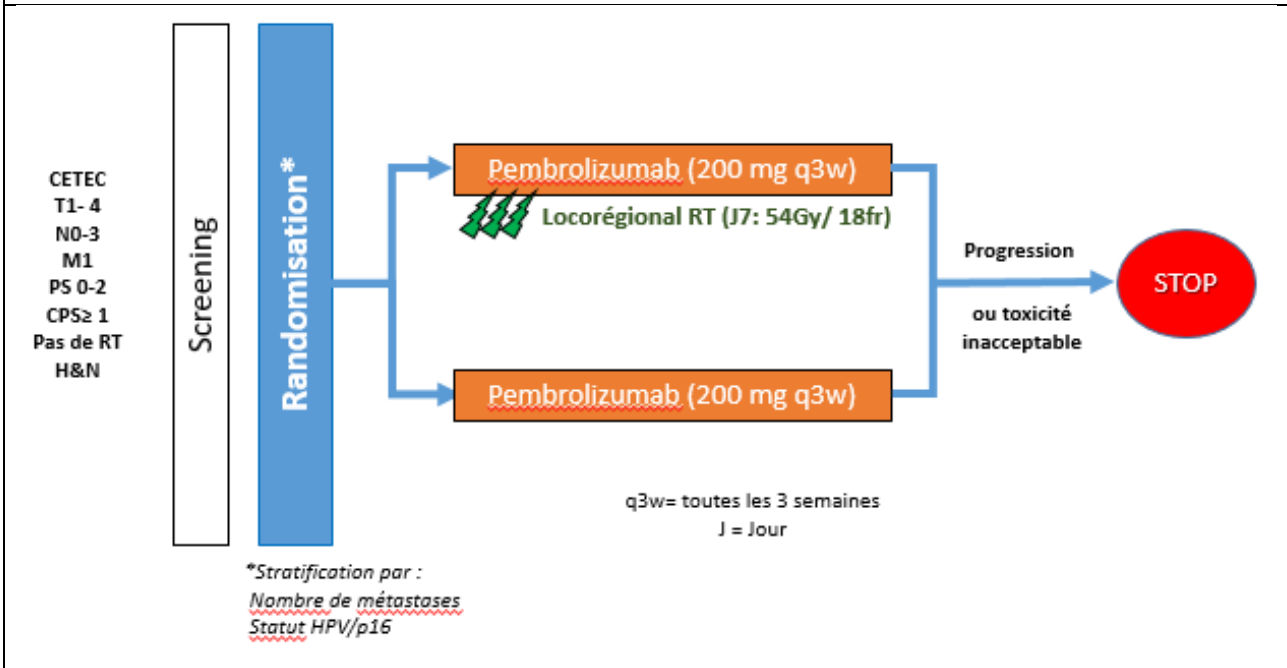 CETEC
T1- 4
N0-3
M1
PS 0-2
CPS≥ 1
Pas de RT
H&N
Screening
Randomisation*
Pembrolizumab (200 mg q3w)
Locorégional RT (J7: 54Gy/ 18fr)
Pembrolizumab (200 mg q3w)
Progression
ou toxicité
inacceptable
STOP
q3w= toutes les 3 semaines
J = Jour
*Stratification par :
Nombre de métastases
Statut HPV/p16